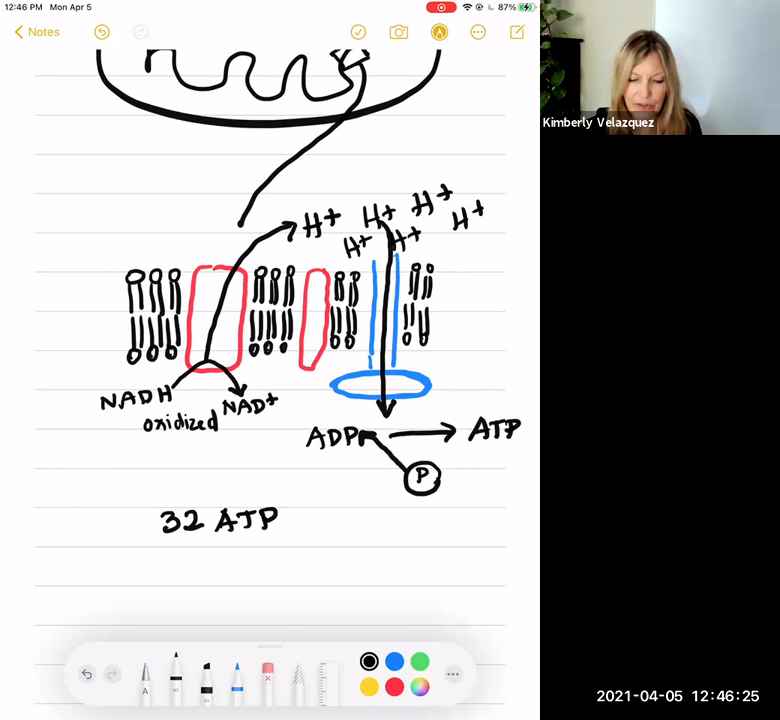 12:46 PM Mon Apr 5
87%
Notes
Kimberly Velazquez
H+ H+ H+ H+
H+ H+
NADH NAD+
oxidized
ADP ATP
P
32 ATP
A
2021-04-05 12:46:25